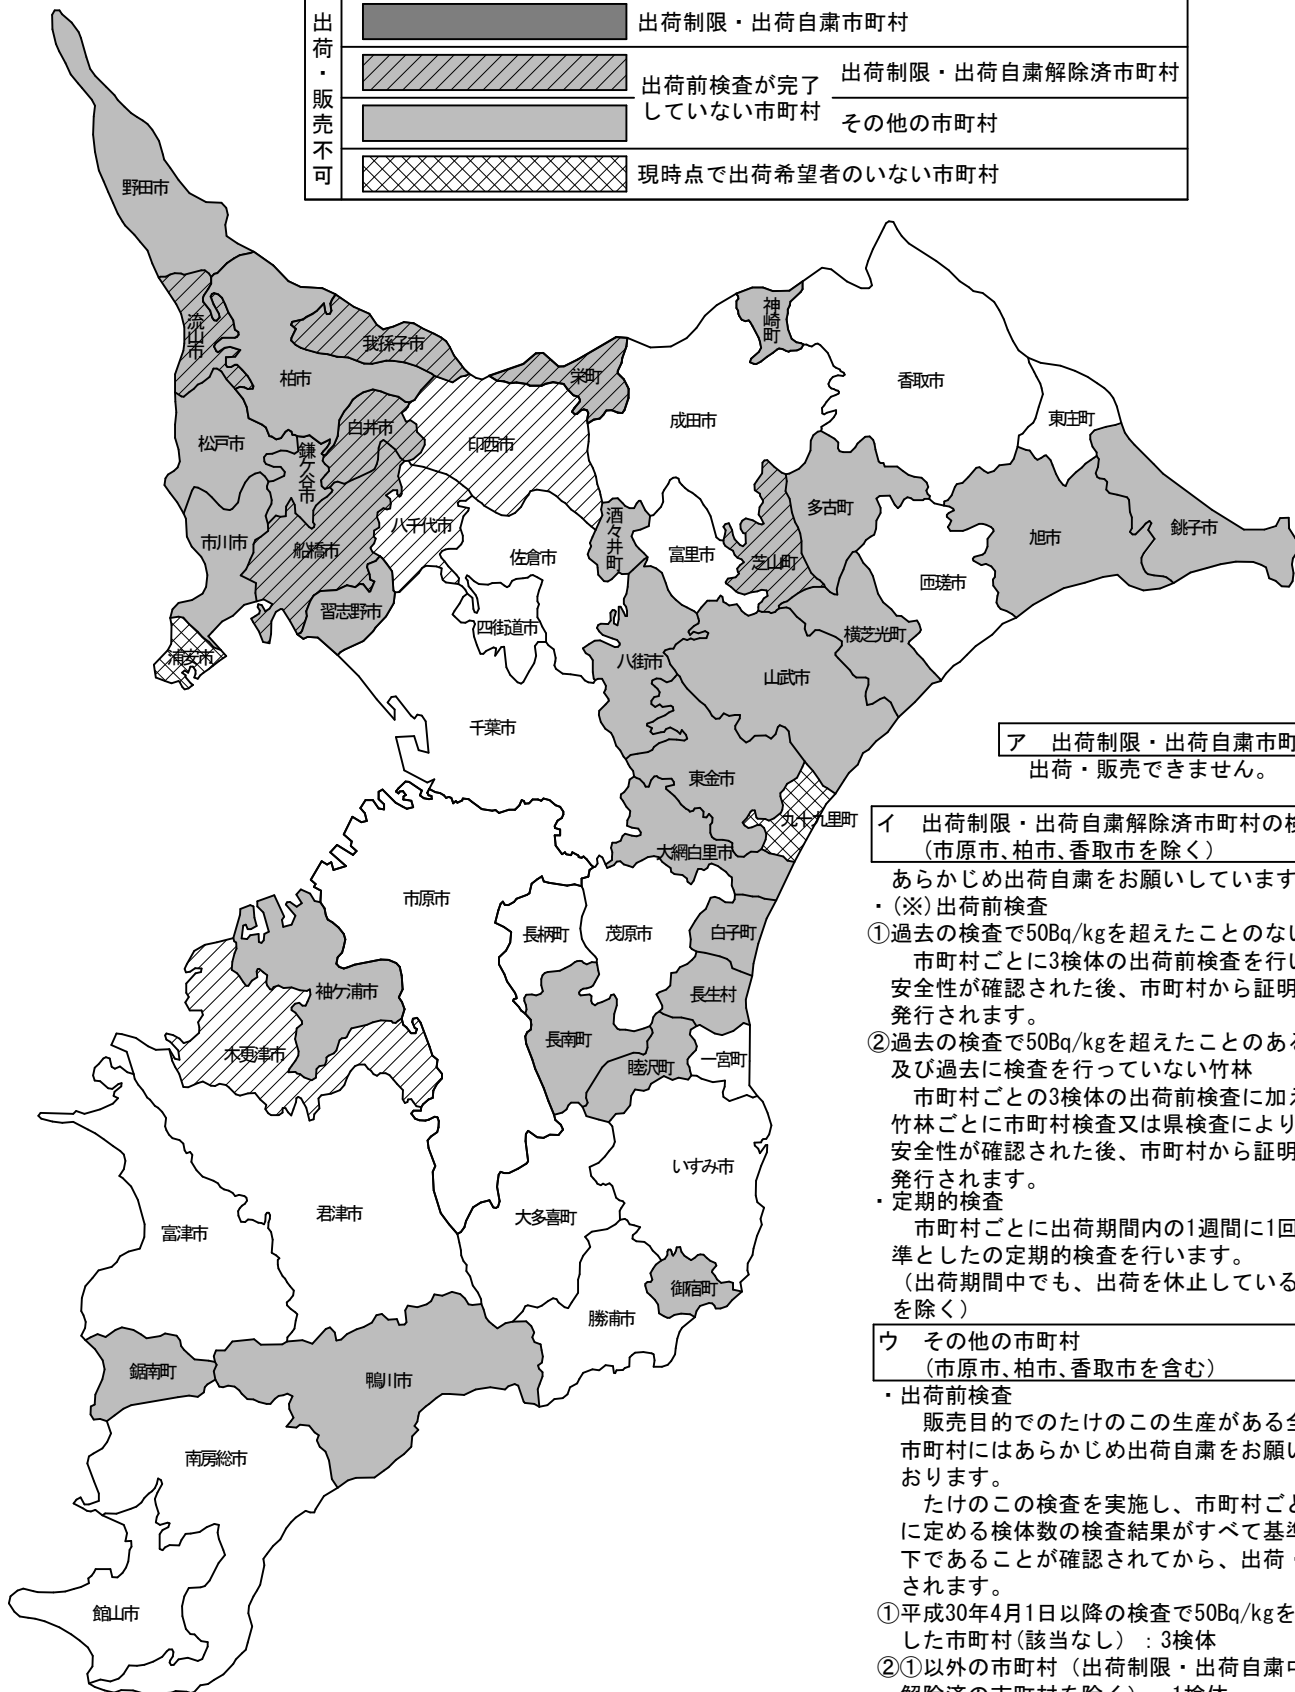 出荷・販売不可
出荷制限・出荷自粛市町村
出荷前検査が完了
していない市町村
出荷制限・出荷自粛解除済市町村
その他の市町村
現時点で出荷希望者のいない市町村
野田市
流山市
我孫子市
柏市
栄町
神崎町
香取市
東庄町
成田市
松戸市
鎌ケ谷市
白井市
印西市
市川市
船橋市
八千代市
佐倉市
酒々井町
富里市
芝山町
多古町
匝瑳市
旭市
銚子市
習志野市
四街道市
浦安市
八街市
山武市
横芝光町
千葉市
東金市
九十九里町
大網白里市
市原市
長柄町
茂原市
白子町
袖ケ浦市
長生村
木更津市
長南町
睦沢町
一宮町
いすみ市
富津市
君津市
大多喜町
御宿町
勝浦市
鋸南町
鴨川市
南房総市
館山市
ア　出荷制限・出荷自粛市町
出荷・販売できません。
イ　出荷制限・出荷自粛解除済市町村の検
(市原市､柏市､香取市を除く)
あらかじめ出荷自粛をお願いしています
・(※)出荷前検査
①過去の検査で50Bq/kgを超えたことのない
市町村ごとに3検体の出荷前検査を行い
安全性が確認された後、市町村から証明
発行されます。
②過去の検査で50Bq/kgを超えたことのある
及び過去に検査を行っていない竹林
市町村ごとの3検体の出荷前検査に加え
竹林ごとに市町村検査又は県検査により
安全性が確認された後、市町村から証明
発行されます。
・定期的検査
市町村ごとに出荷期間内の1週間に1回
準としたの定期的検査を行います。
（出荷期間中でも、出荷を休止している
を除く）
ウ　その他の市町村
(市原市､柏市､香取市を含む)
・出荷前検査
販売目的でのたけのこの生産がある全
市町村にはあらかじめ出荷自粛をお願い
おります。
たけのこの検査を実施し、市町村ごと
に定める検体数の検査結果がすべて基準
下であることが確認されてから、出荷・
されます。
①平成30年4月1日以降の検査で50Bq/kgを
した市町村(該当なし)　：3検体
②①以外の市町村（出荷制限・出荷自粛中
解除済の市町村を除く）　：1検体